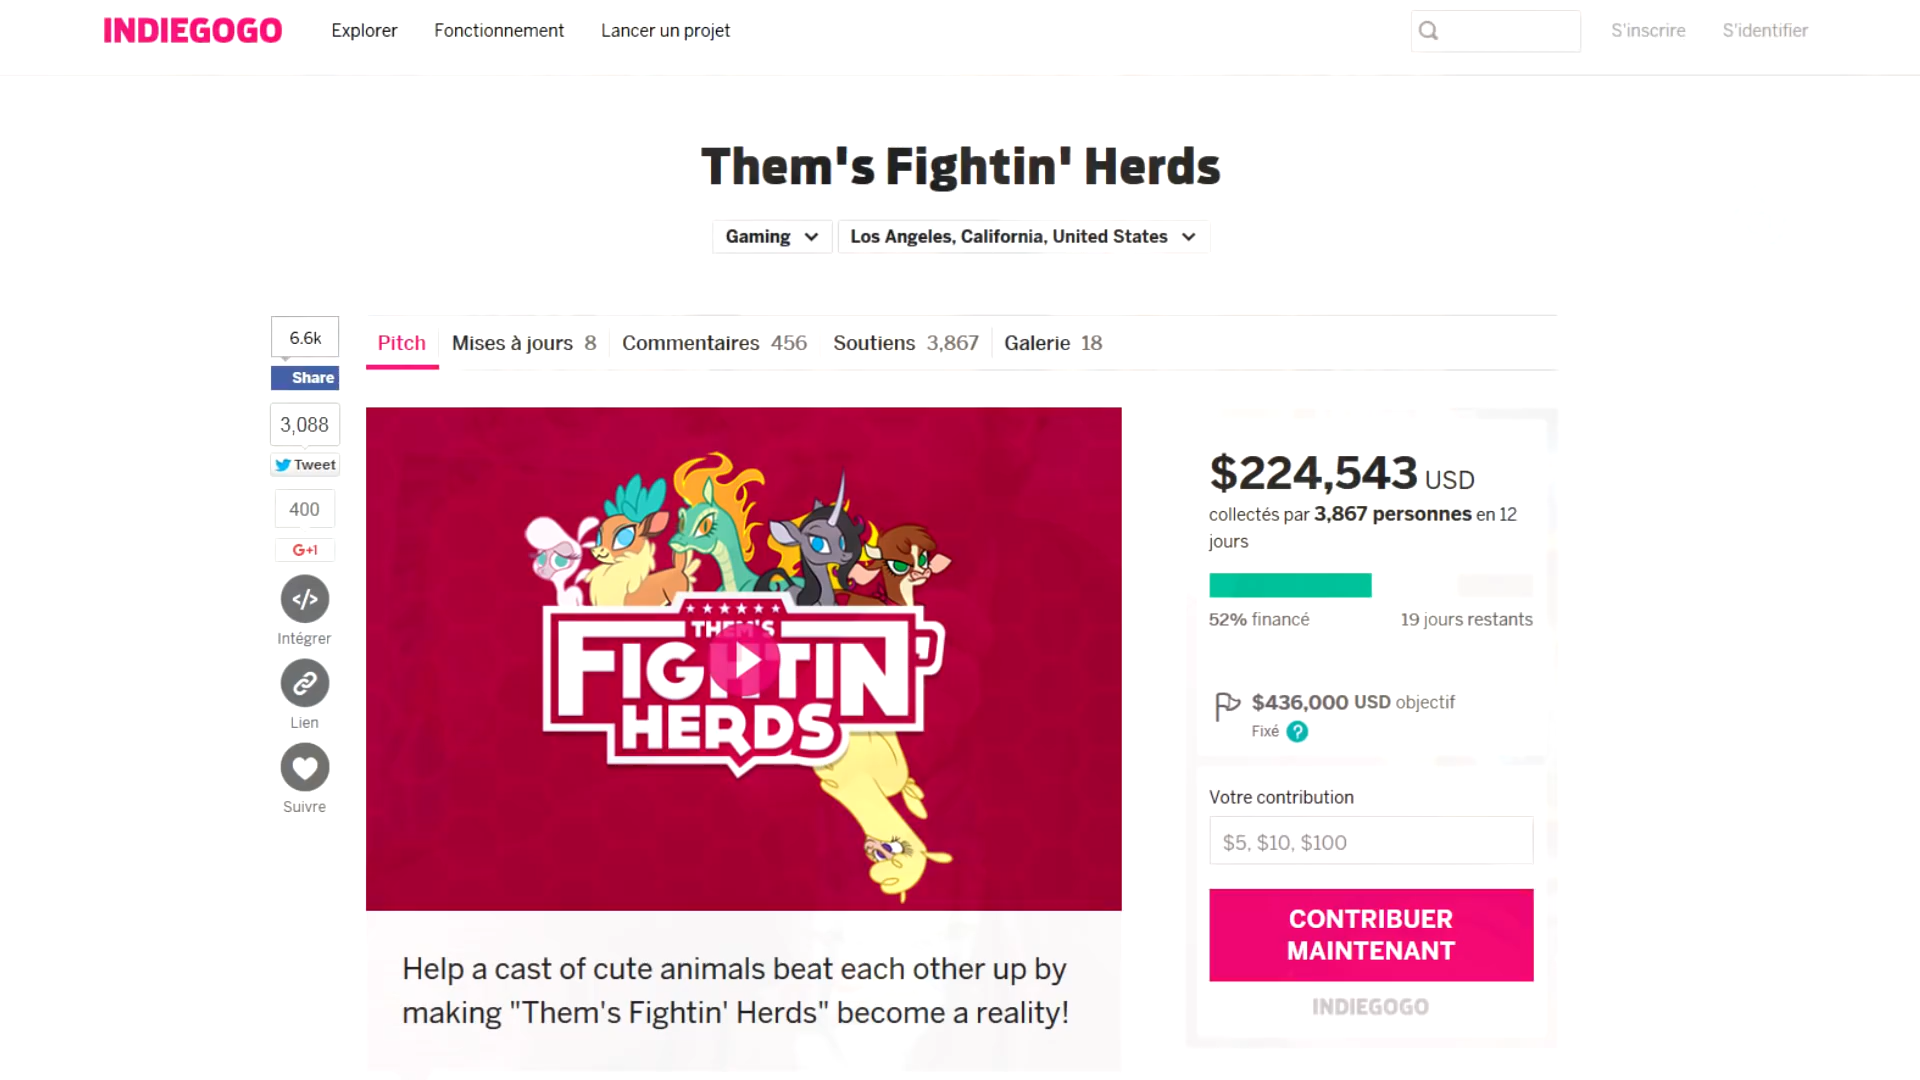 INDIEGOGO Explorer Fonctionnement Lancer un projet S'inscrire S'identifier
Them's Fightin' Herds
Gaming Los Angeles, California, United States
6.6k
Share
3,088
Tweet
400
G+1
</>
Intégrer
Lien
Suivre
Pitch Mises à jours 8 Commentaires 456 Soutiens 3,867 Galerie 18
THEM'S
FIGHTIN'
HERDS
Help a cast of cute animals beat each other up by
making "Them's Fightin' Herds" become a reality!
$224,543 USD
collectés par 3,867 personnes en 12
jours
52% financé 19 jours restants
$436,000 USD objectif
Fixé ?
Votre contribution
$5, $10, $100
CONTRIBUER
MAINTENANT
INDIEGOGO